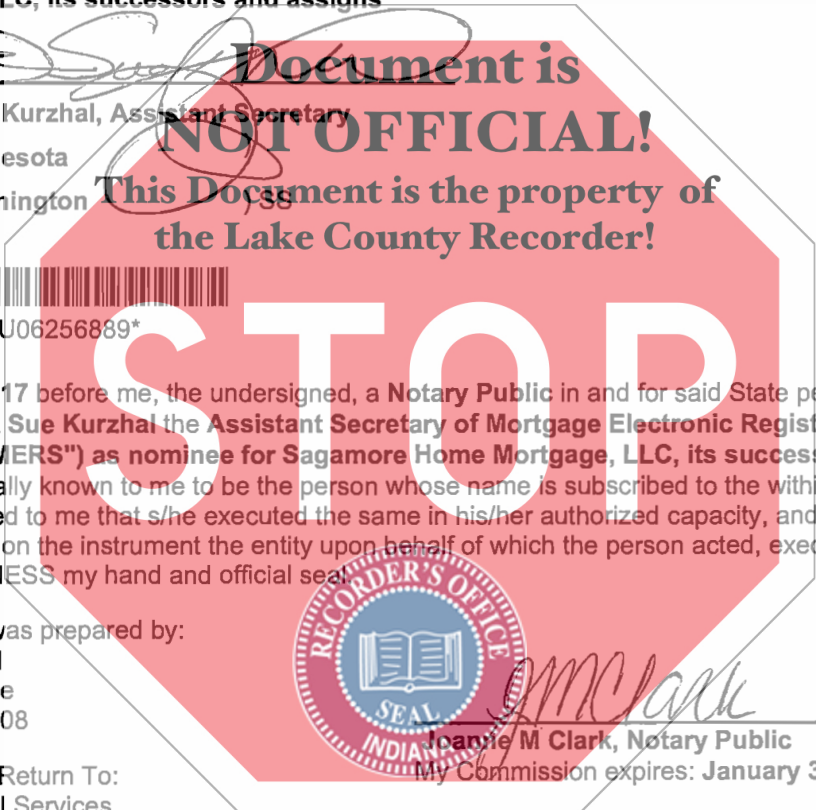 LC, its successors and assigns
Document is
Kurzhal, Assistant Secretary
NOT OFFICIAL!
esota
ington ) SS
This Document is the property of
the Lake County Recorder!
U06256889*
STOP
17 before me, the undersigned, a Notary Public in and for said State pe
Sue Kurzhal the Assistant Secretary of Mortgage Electronic Regist
MERS") as nominee for Sagamore Home Mortgage, LLC, its success
ally known to me to be the person whose name is subscribed to the withi
ed to me that s/he executed the same in his/her authorized capacity, and
on the instrument the entity upon behalf of which the person acted, exec
ESS my hand and official seal.
RECORDER'S OFFICE
SEAL
INDIANA
as prepared by:
e
08
JMClark
Joannie M Clark, Notary Public
My Commission expires: January 3
Return To:
l Services